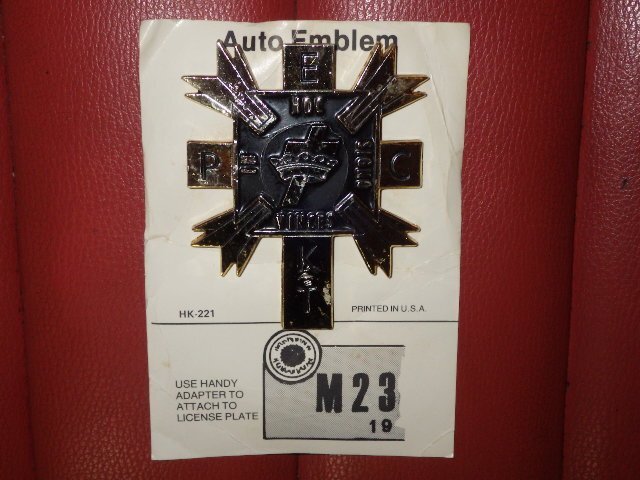 Auto Emblem
E
HOC
P
IN
SIGNO
C
VINCES
K
T
HK-221
PRINTED IN U.S.A.
USE HANDY
ADAPTER TO
ATTACH TO
LICENSE PLATE
M23
19